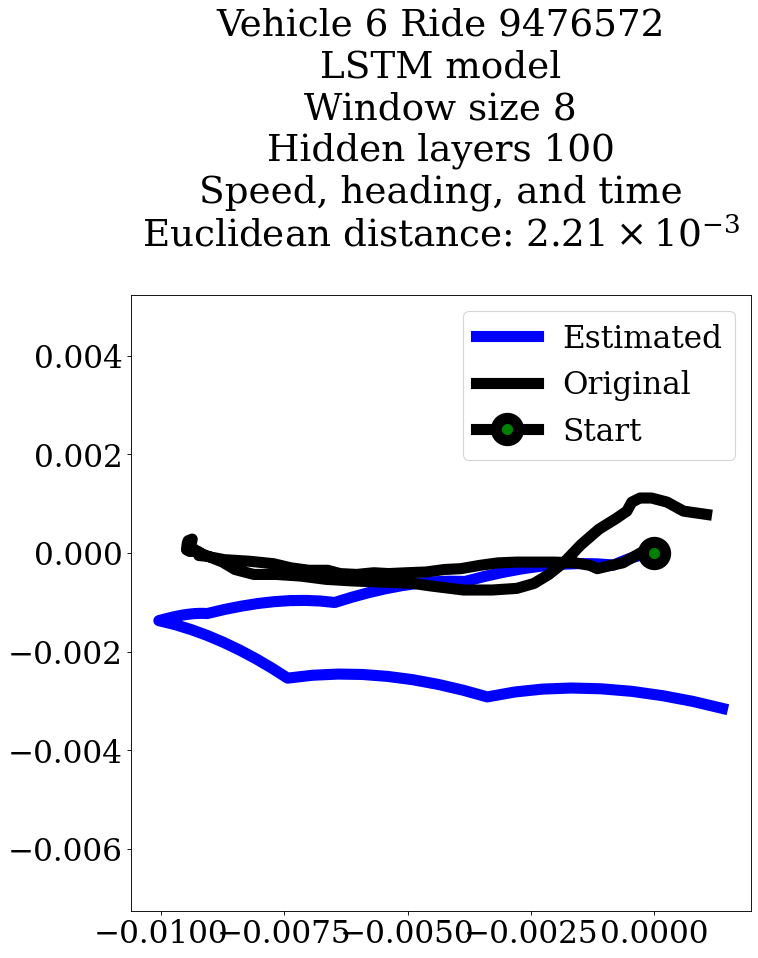 Vehicle 6 Ride 9476572
LSTM model
Window size 8
Hidden layers 100
Speed, heading, and time
Euclidean distance: 2.21 × 10⁻³
Estimated
Original
Start
0.004
0.002
0.000
−0.002
−0.004
−0.006
−0.0100 −0.0075 −0.0050 −0.0025 0.0000